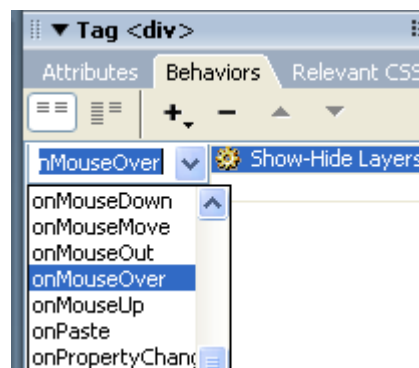 Tag <div>
Attributes Behaviors Relevant CSS
nMouseOver Show-Hide Layers
onMouseDown
onMouseMove
onMouseOut
onMouseOver
onMouseUp
onPaste
onPropertyChang